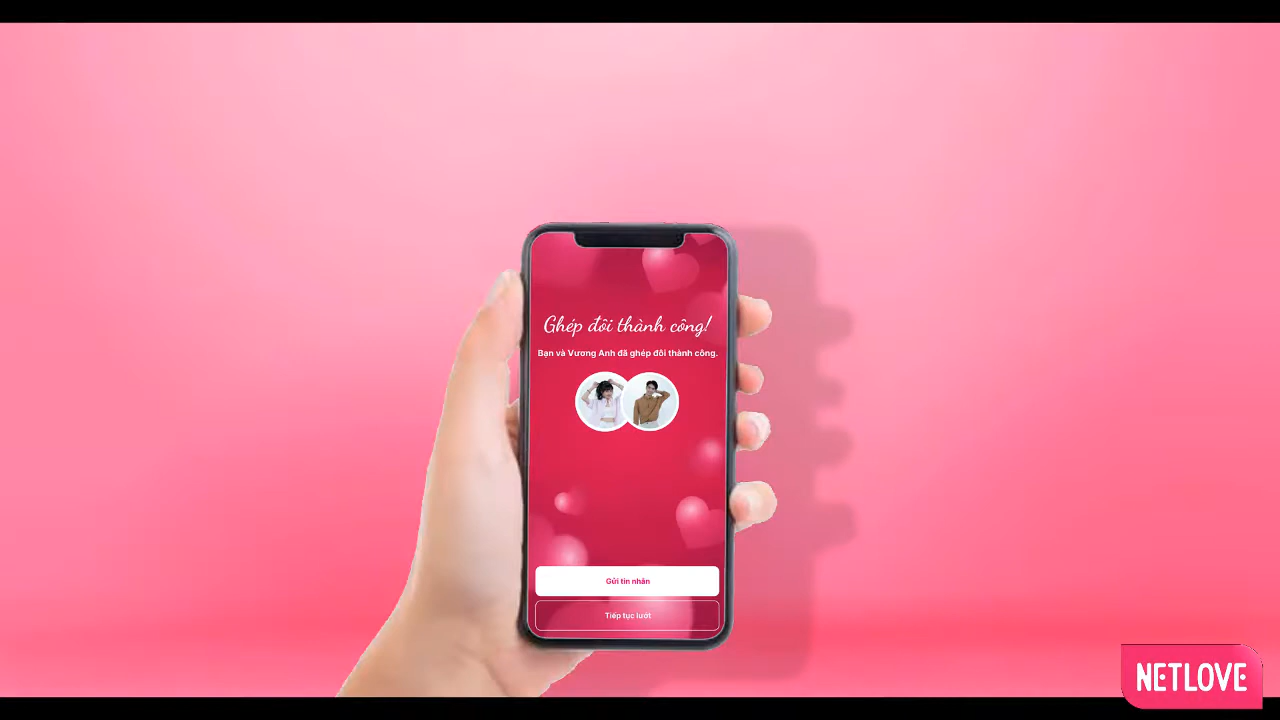 Ghép đôi thành công!
Bạn và Vương Anh đã ghép đôi thành công.
Gửi tin nhắn
Tiếp tục lướt
NETLOVE